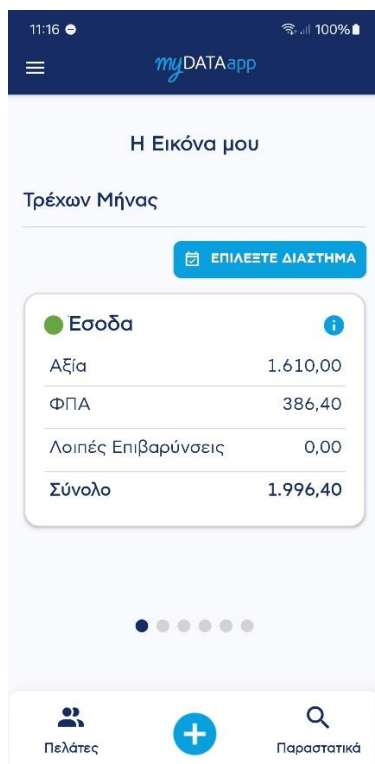 11:16 100%
myDATAapp
Η Εικόνα μου
Τρέχων Μήνας
ΕΠΙΛΕΞΤΕ ΔΙΑΣΤΗΜΑ
Έσοδα
Αξία 1.610,00
ΦΠΑ 386,40
Λοιπές Επιβαρύνσεις 0,00
Σύνολο 1.996,40
Πελάτες Παραστατικά